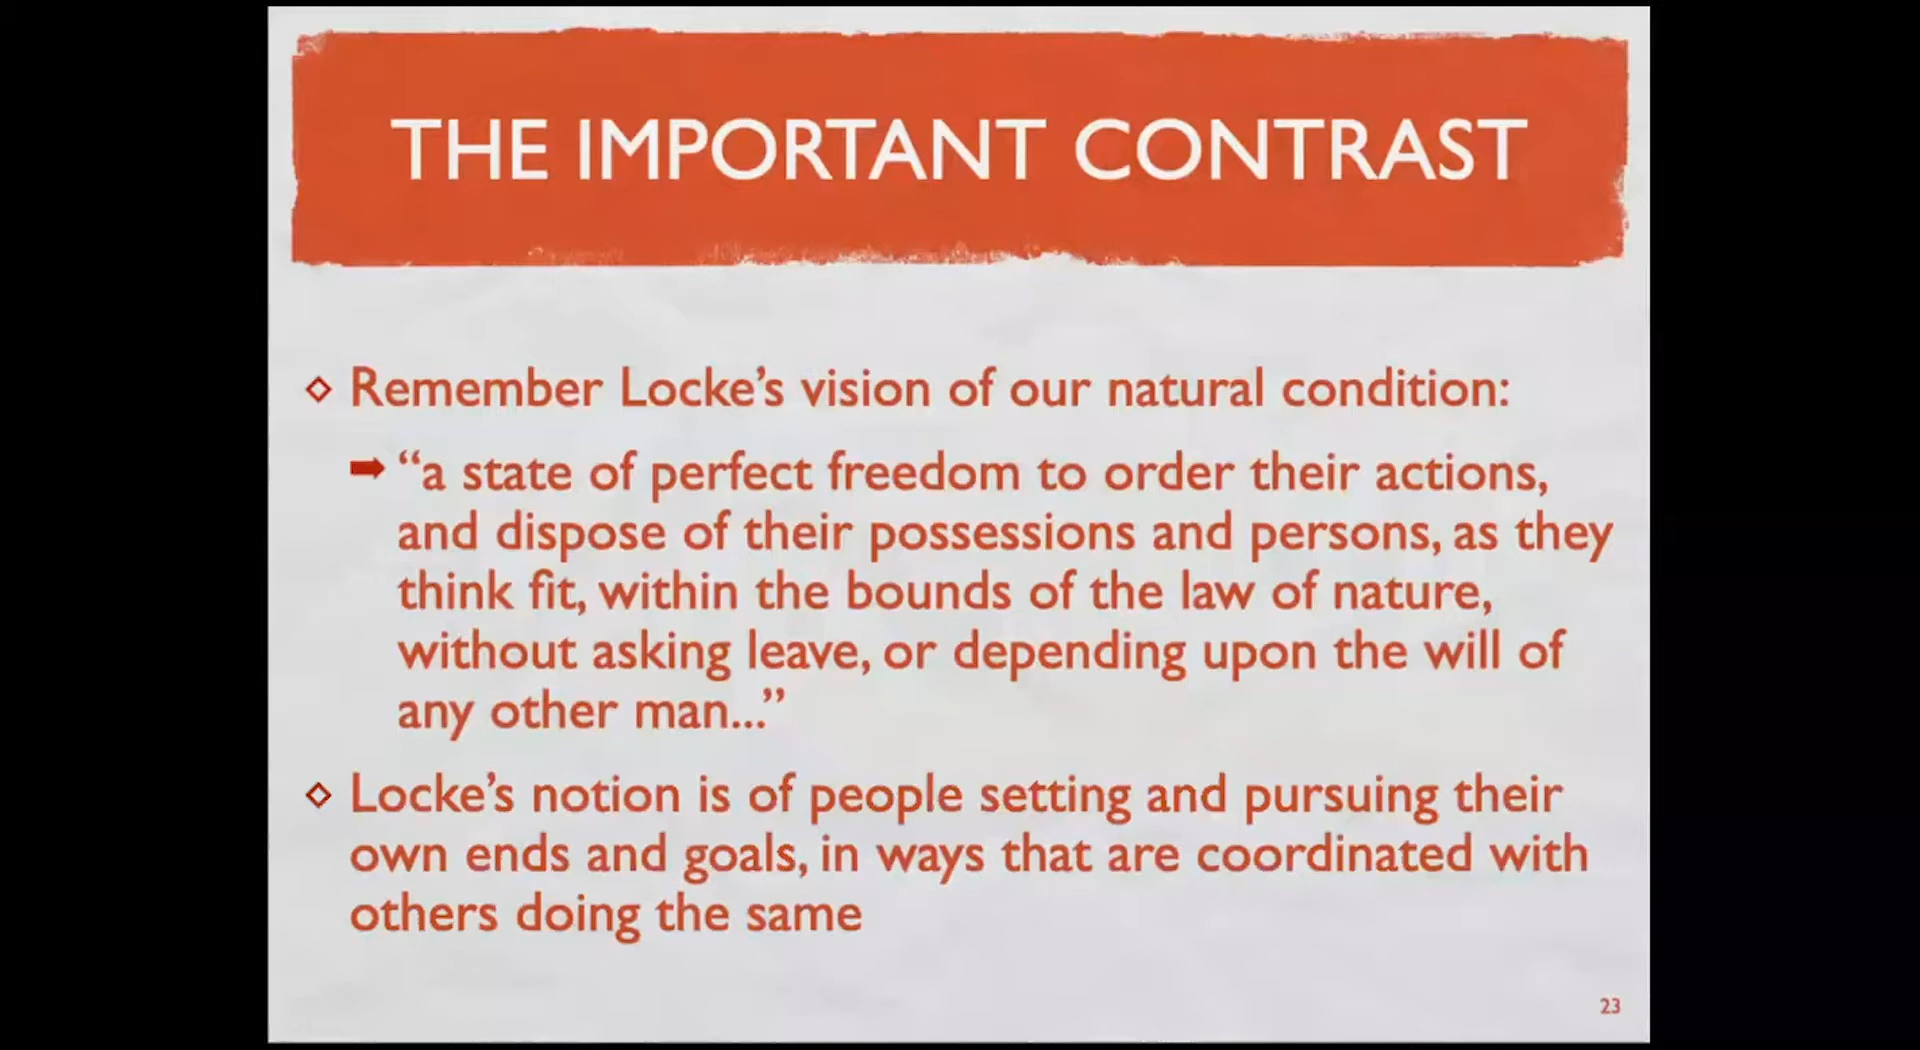 THE IMPORTANT CONTRAST
Remember Locke’s vision of our natural condition:
“a state of perfect freedom to order their actions,
and dispose of their possessions and persons, as they
think fit, within the bounds of the law of nature,
without asking leave, or depending upon the will of
any other man...”
Locke’s notion is of people setting and pursuing their
own ends and goals, in ways that are coordinated with
others doing the same
23